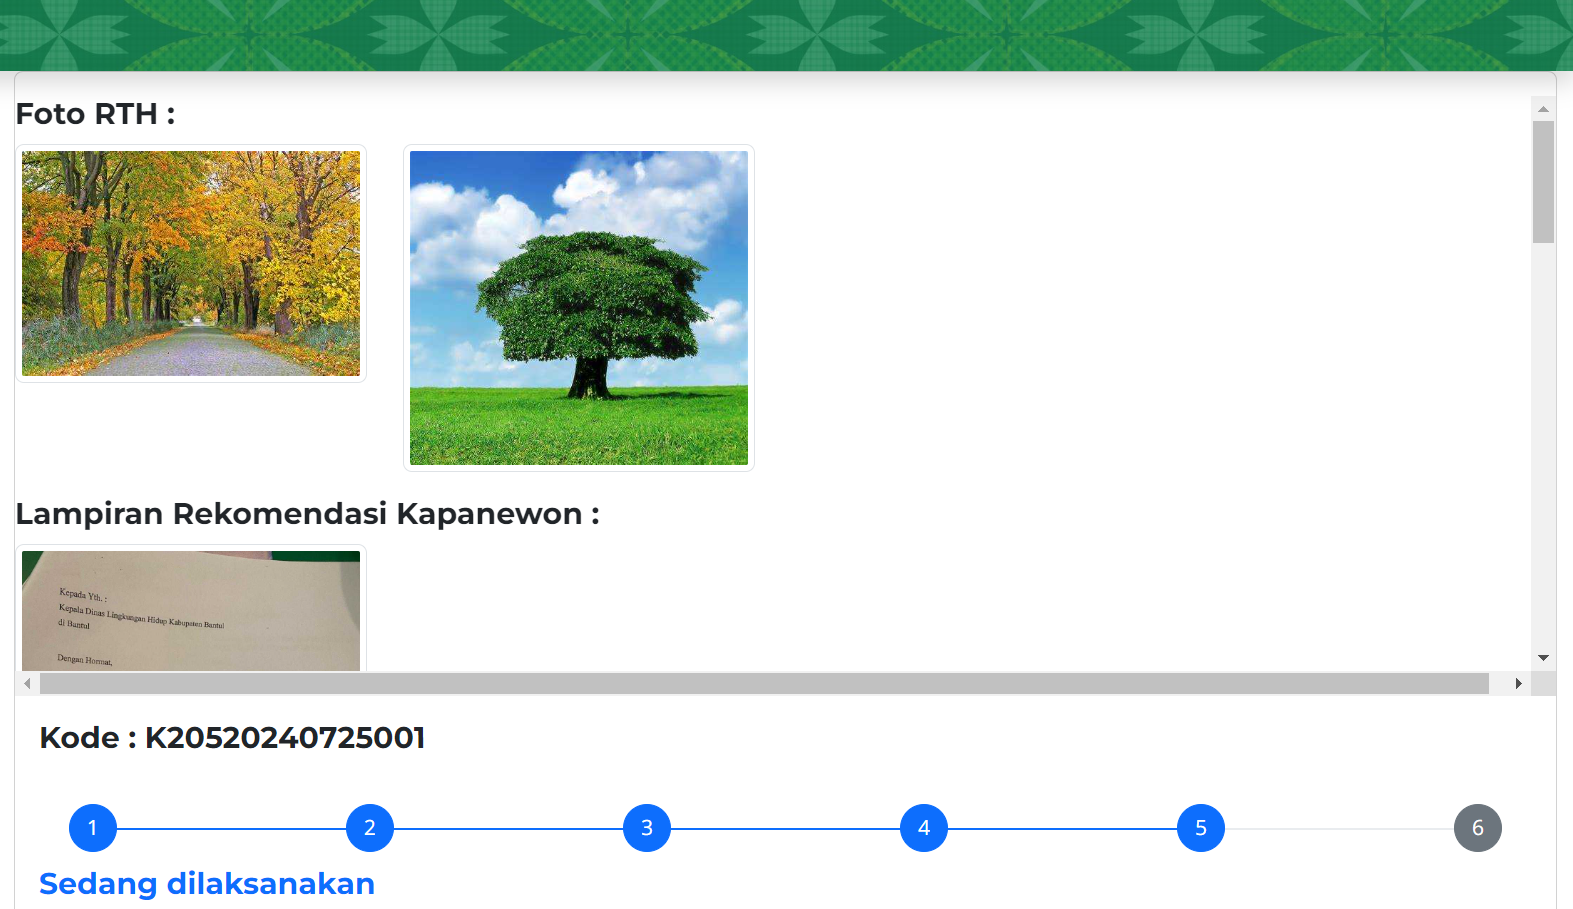 Foto RTH :
Lampiran Rekomendasi Kapanewon :
Kepada Yth. :
Kepala Dinas Lingkungan Hidup Kabupaten Bantul
di Bantul
Dengan Hormat,
Kode : K20520240725001
1 2 3 4 5 6
Sedang dilaksanakan